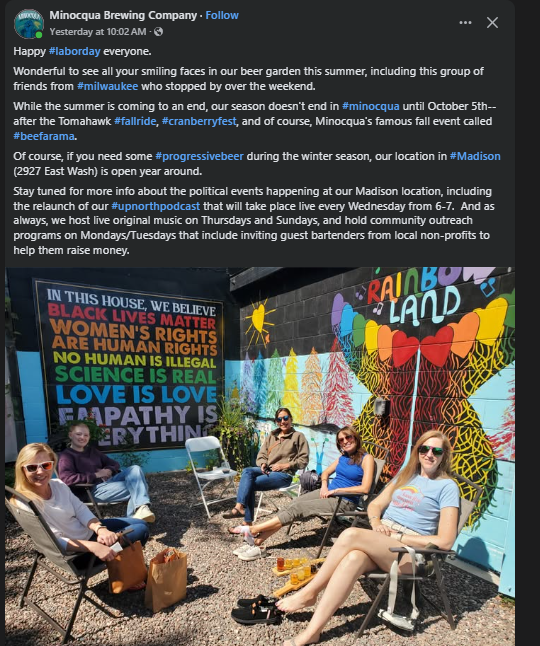 Minocqua Brewing Company · Follow
Yesterday at 10:02 AM ·
Happy #laborday everyone.
Wonderful to see all your smiling faces in our beer garden this summer, including this group of
friends from #milwaukee who stopped by over the weekend.
While the summer is coming to an end, our season doesn't end in #minocqua until October 5th--
after the Tomahawk #fallride, #cranberryfest, and of course, Minocqua's famous fall event called
#beefarama.
Of course, if you need some #progressivebeer during the winter season, our location in #Madison
(2927 East Wash) is open year around.
Stay tuned for more info about the political events happening at our Madison location, including
the relaunch of our #upnorthpodcast that will take place live every Wednesday from 6-7. And as
always, we host live original music on Thursdays and Sundays, and hold community outreach
programs on Mondays/Tuesdays that include inviting guest bartenders from local non-profits to
help them raise money.
IN THIS HOUSE, WE BELIEVE
BLACK LIVES MATTER
WOMEN'S RIGHTS
ARE HUMAN RIGHTS
NO HUMAN IS ILLEGAL
SCIENCE IS REAL
LOVE IS LOVE
EMPATHY IS
ERYTHIN
RAINBOW
LAND